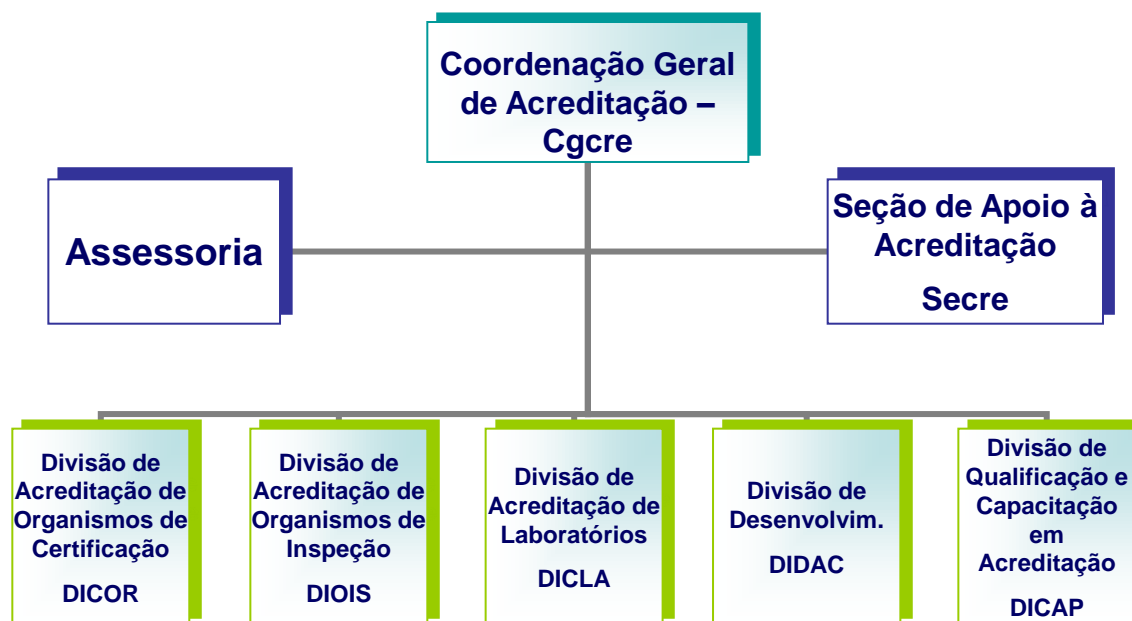 Coordenação Geral
de Acreditação –
Cgcre
Assessoria
Seção de Apoio à
Acreditação
Secre
Divisão de
Acreditação de
Organismos de
Certificação
DICOR
Divisão de
Acreditação de
Organismos de
Inspeção
DIOIS
Divisão de
Acreditação de
Laboratórios
DICLA
Divisão de
Desenvolvim.
DIDAC
Divisão de
Qualificação e
Capacitação
em
Acreditação
DICAP